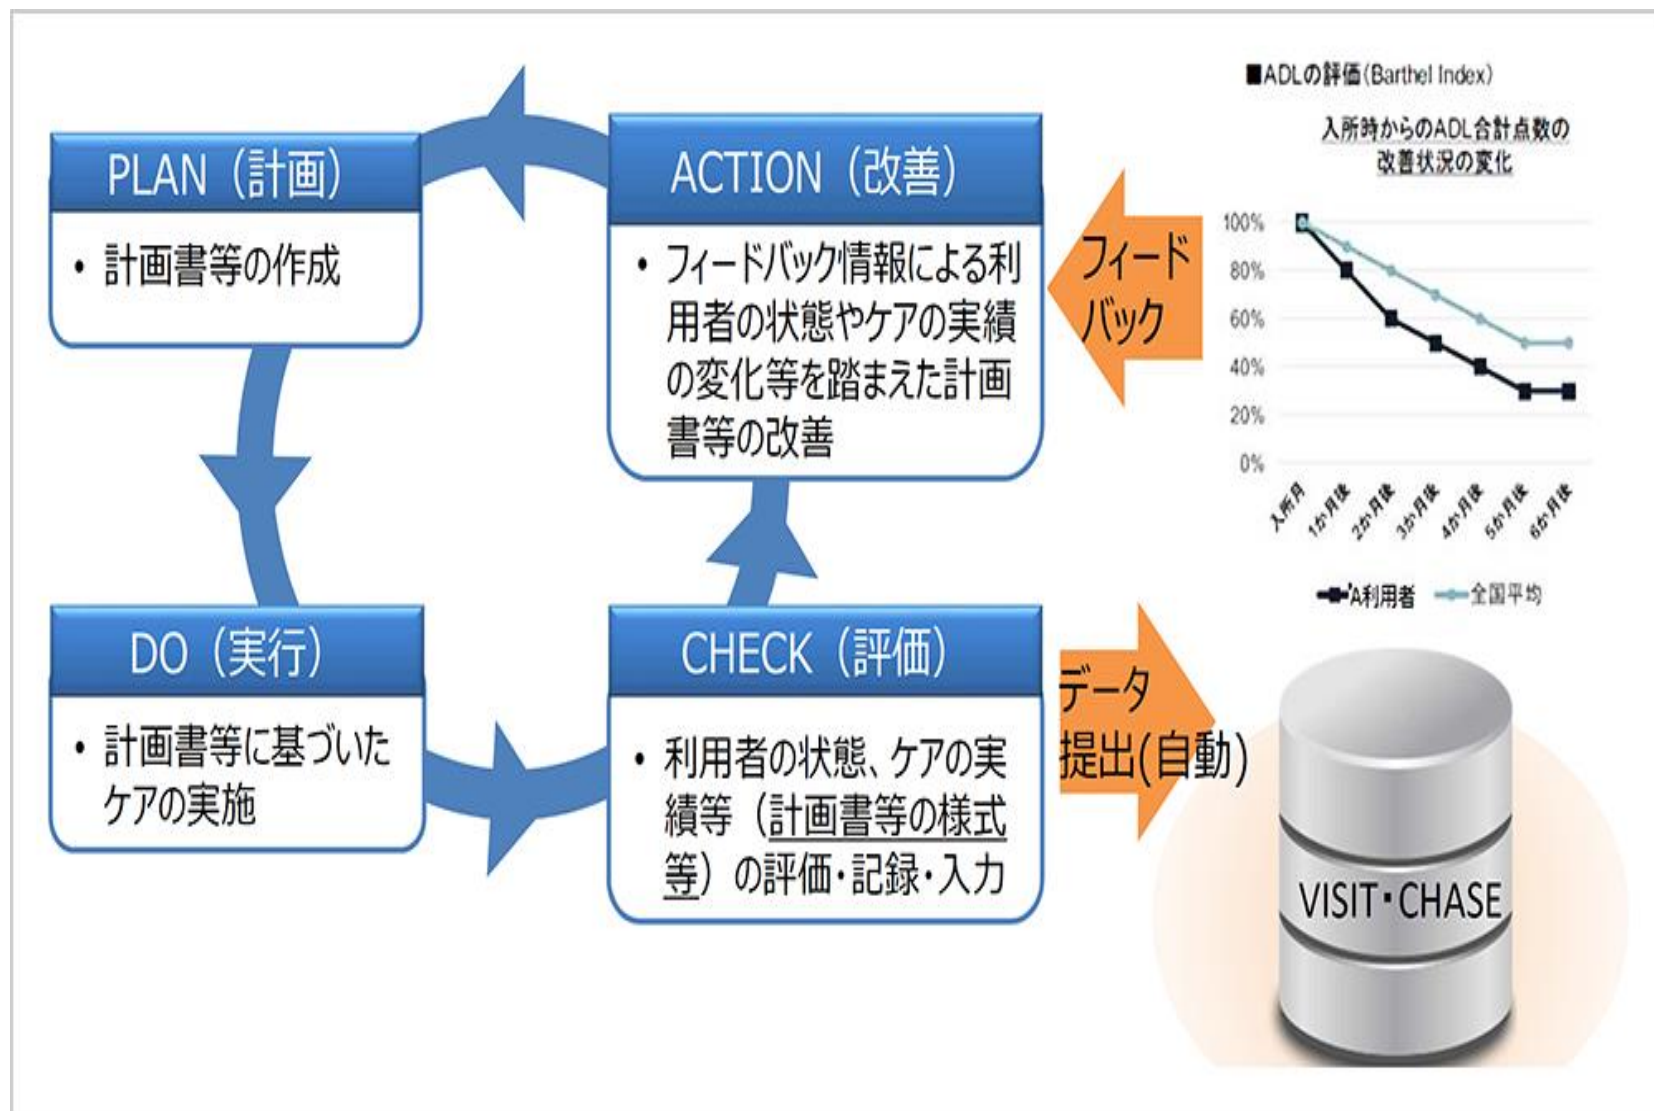 PLAN（計画）
• 計画書等の作成
ACTION（改善）
• フィードバック情報による利
用者の状態やケアの実績
の変化等を踏まえた計画
書等の改善
DO（実行）
• 計画書等に基づいた
ケアの実施
CHECK（評価）
• 利用者の状態、ケアの実
績等（計画書等の様式
等）の評価・記録・入力
フィード
バック
データ
提出(自動)
■ADLの評価(Barthel Index)
入所時からのADL合計点数の
改善状況の変化
100%
80%
60%
40%
20%
0%
入所月
1か月後
2か月後
3か月後
4か月後
5か月後
6か月後
A利用者
全国平均
VISIT・CHASE